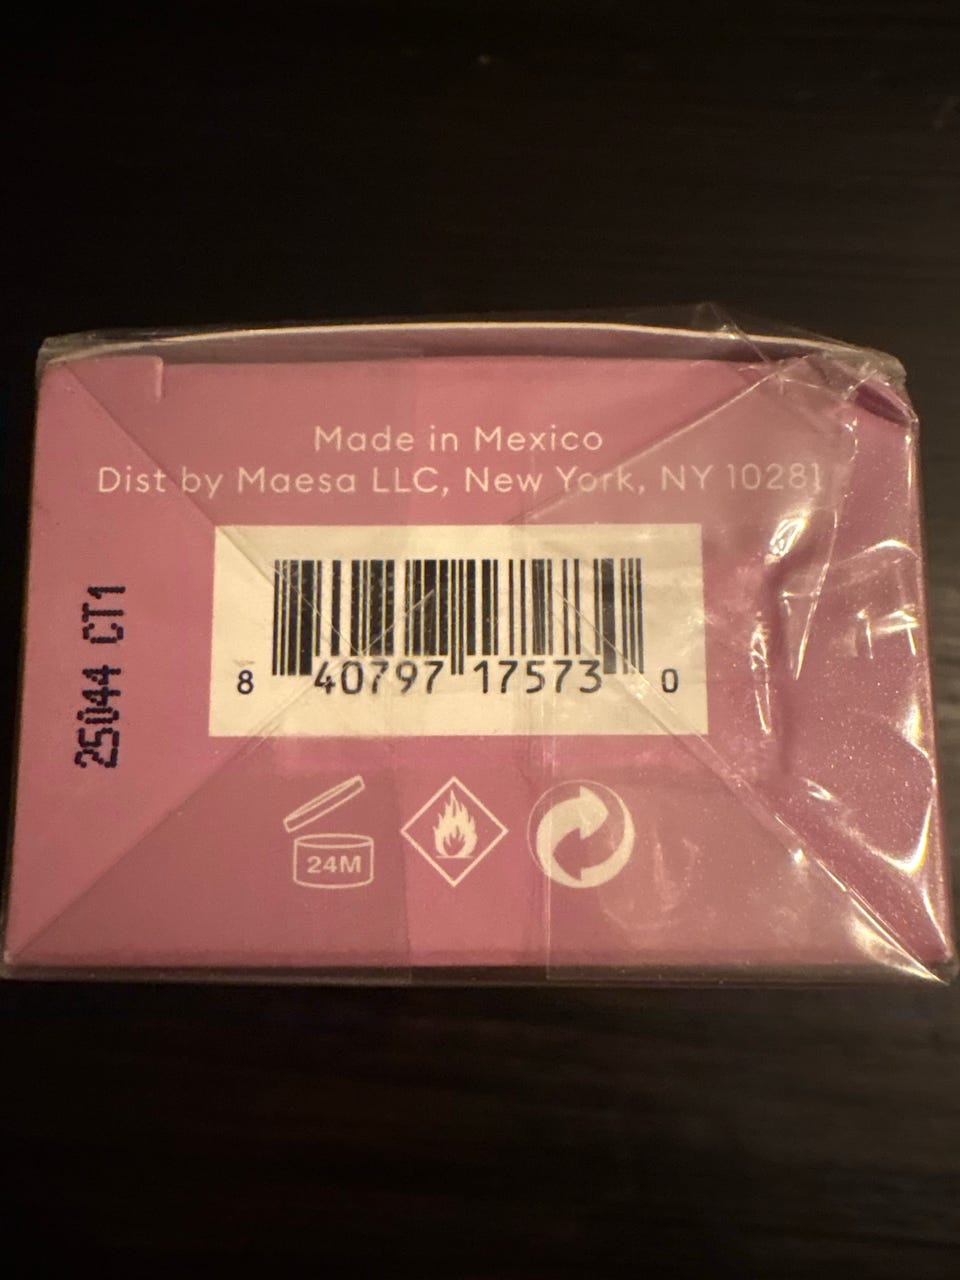 Made in Mexico
Dist by Maesa LLC, New York, NY 10281
25044 CT1
8 40797 17573 0
24M